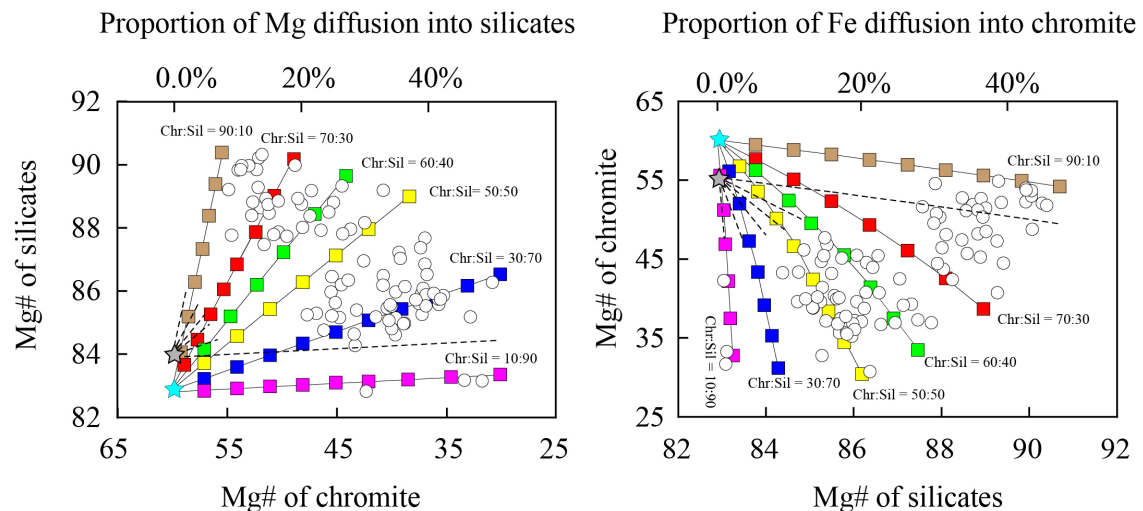 Proportion of Mg diffusion into silicates
0.0% 20% 40%
92
90
88
86
84
82
Mg# of silicates
Chr:Sil = 90:10
Chr:Sil = 70:30
Chr:Sil = 60:40
Chr:Sil = 50:50
Chr:Sil = 30:70
Chr:Sil = 10:90
65 55 45 35 25
Mg# of chromite
Proportion of Fe diffusion into chromite
0.0% 20% 40%
65
55
45
35
25
Mg# of chromite
Chr:Sil = 90:10
Chr:Sil = 70:30
Chr:Sil = 60:40
Chr:Sil = 50:50
Chr:Sil = 30:70
Chr:Sil = 10:90
82 84 86 88 90
Mg# of silicates